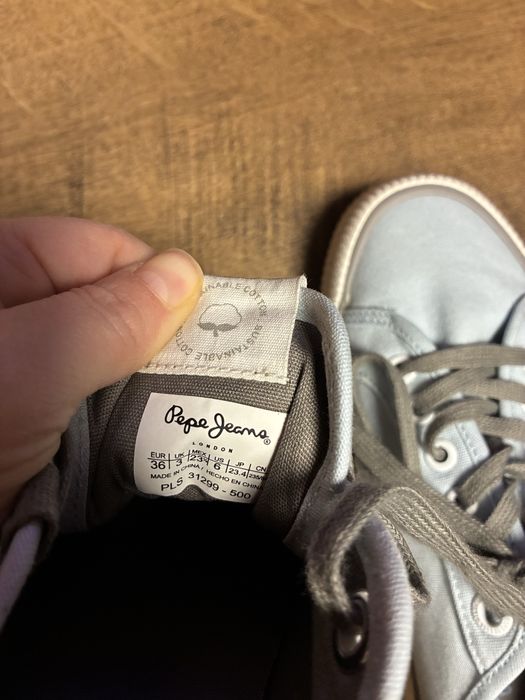 SUSTAINABLE COTTON
Pepe Jeans®
LONDON
EUR UK MEX US JP CN
36 3 6 23.4
MADE IN CHINA / HECHO EN CHINA
PLS 31299 - 500